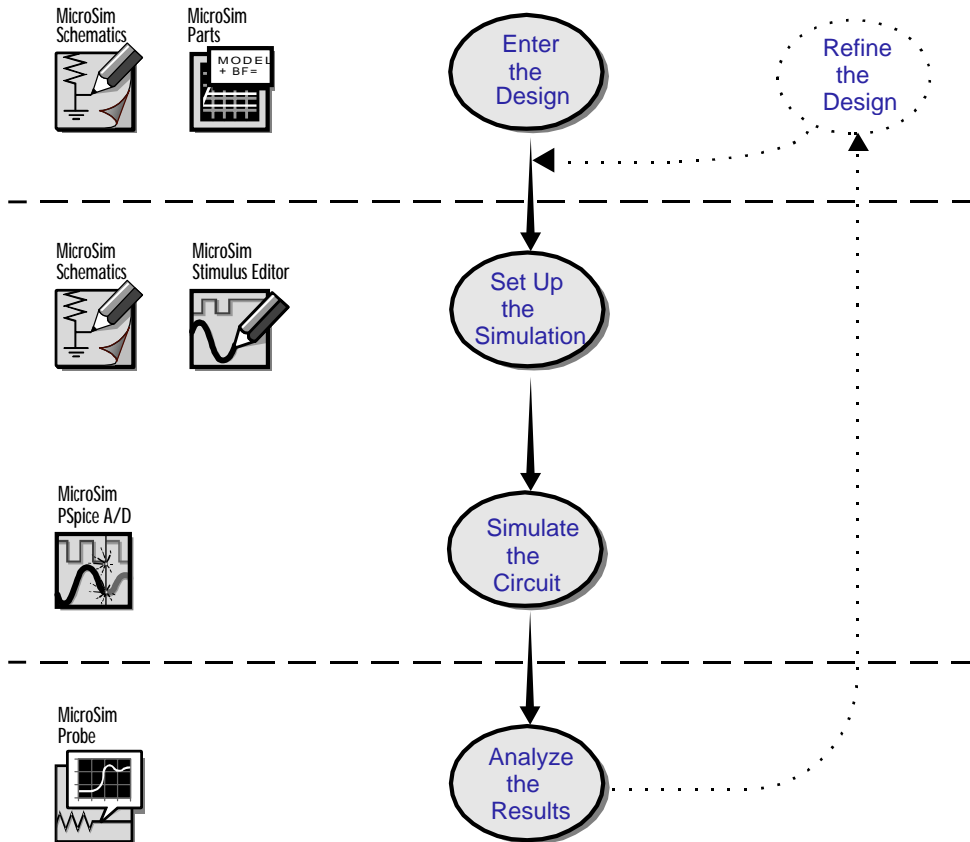 MicroSim
Schematics
MicroSim
Parts
MODEL
+ BF=
Enter
the
Design
Refine
the
Design
MicroSim
Schematics
MicroSim
Stimulus Editor
Set Up
the
Simulation
MicroSim
PSpice A/D
Simulate
the
Circuit
MicroSim
Probe
Analyze
the
Results